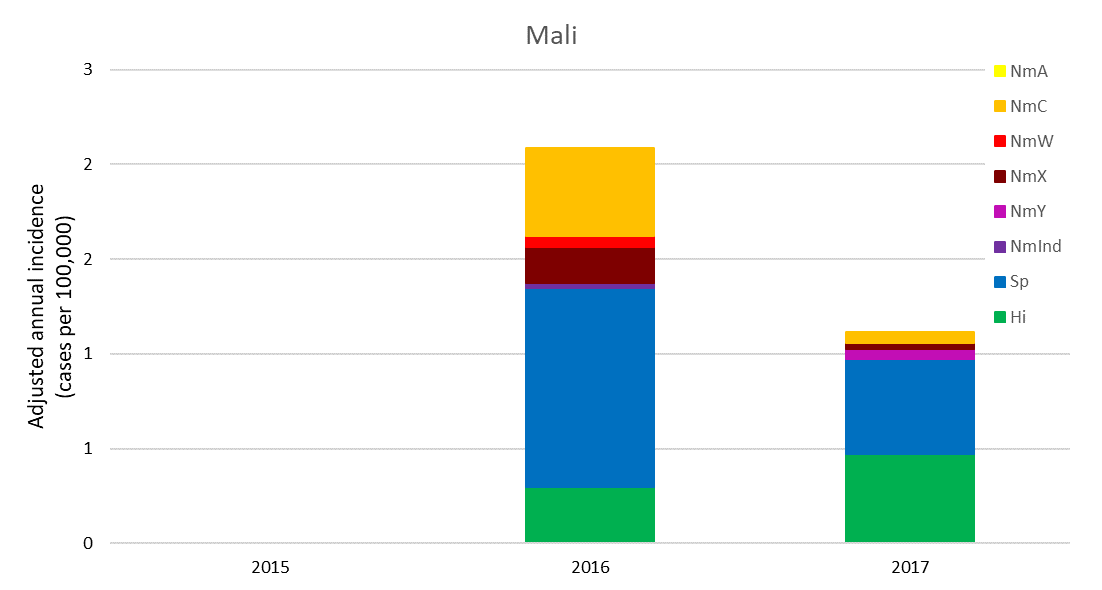 Mali
3
2
2
1
1
0
Adjusted annual incidence
(cases per 100,000)
2015
2016
2017
NmA
NmC
NmW
NmX
NmY
NmInd
Sp
Hi